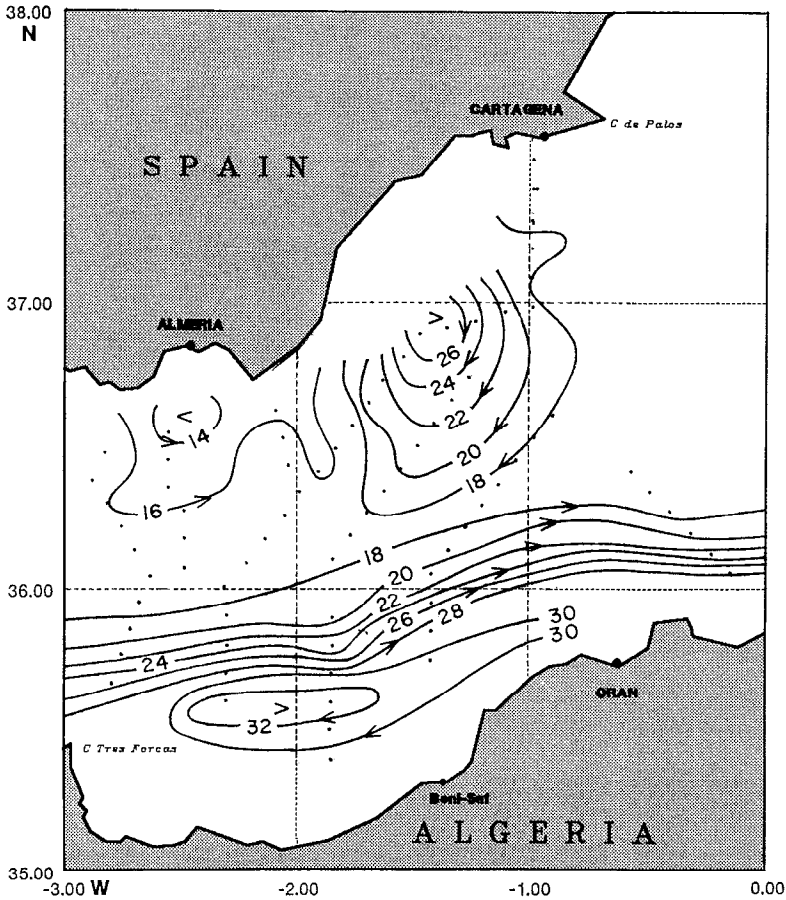 38.00
N
CARTAGENA
C de Palos
SPAIN
37.00
ALMERIA
26
24
22
14
20
18
16
18
20
22
26
28
24
30
30
32
36.00
ORAN
C Tres Forcas
Beni-Saf
ALGERIA
35.00
-3.00 W
-2.00
-1.00
0.00